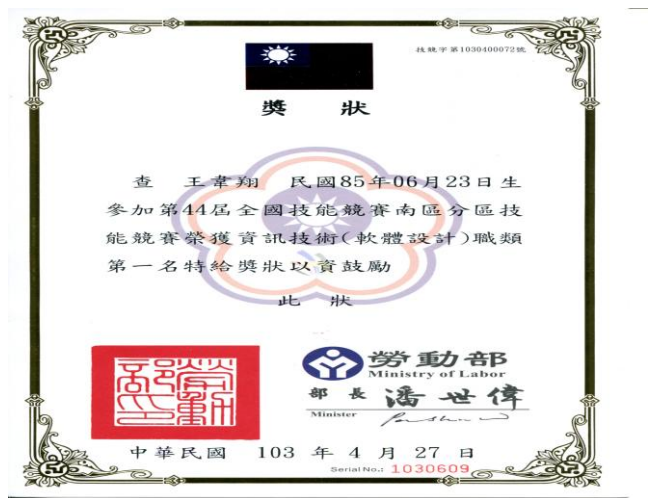 技競字第1030400072號
獎 狀
查 王韋翔 民國85年06月23日生
參加第44屆全國技能競賽南區分區技
能競賽榮獲資訊技術(軟體設計)職類
第一名特給獎狀以資鼓勵
此 狀
勞動部印
勞動部
Ministry of Labor
部長 潘世偉
Minister
中華民國 103 年 4 月 27 日
Serial No.: 1030609